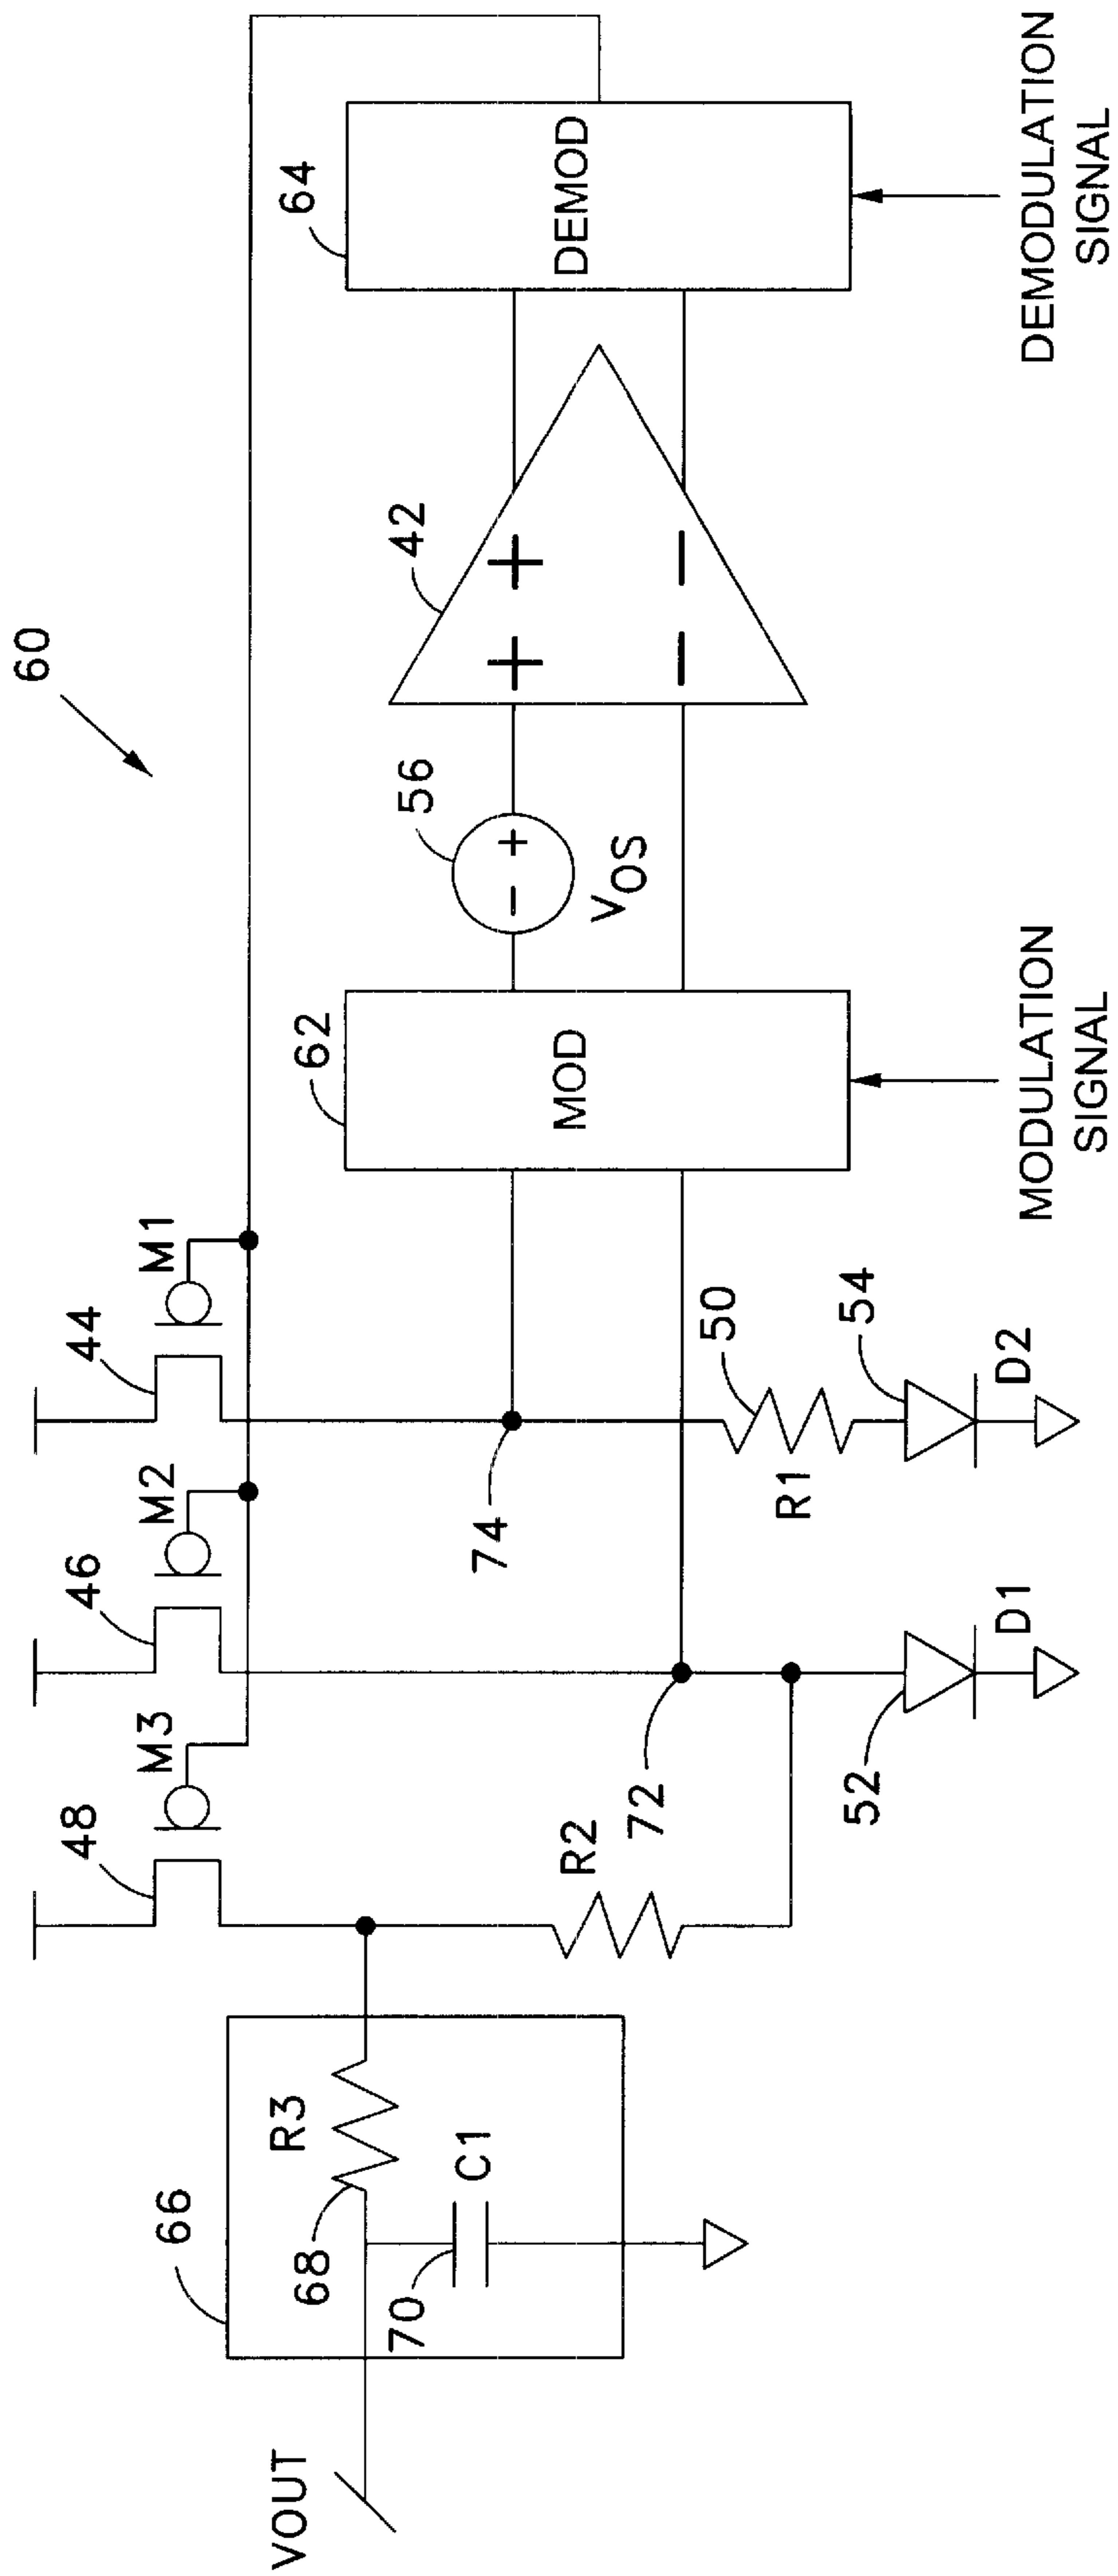 60
44
M1
46
M2
48
M3
66
R3
68
70
C1
VOUT
R2
72
74
62
MOD
56
- +
VOS
42
+ +
− −
64
DEMOD
50
R1
54
D2
52
D1
MODULATION
SIGNAL
DEMODULATION
SIGNAL